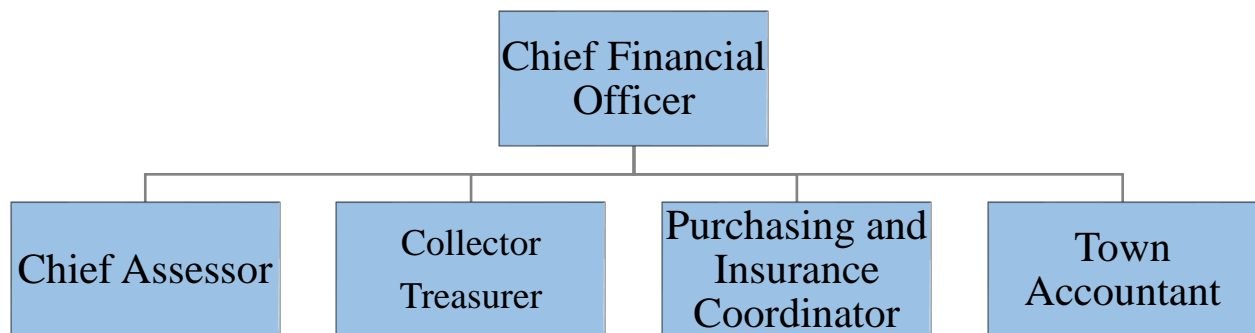 Chief Financial
Officer
Chief Assessor
Collector
Treasurer
Purchasing and
Insurance
Coordinator
Town
Accountant